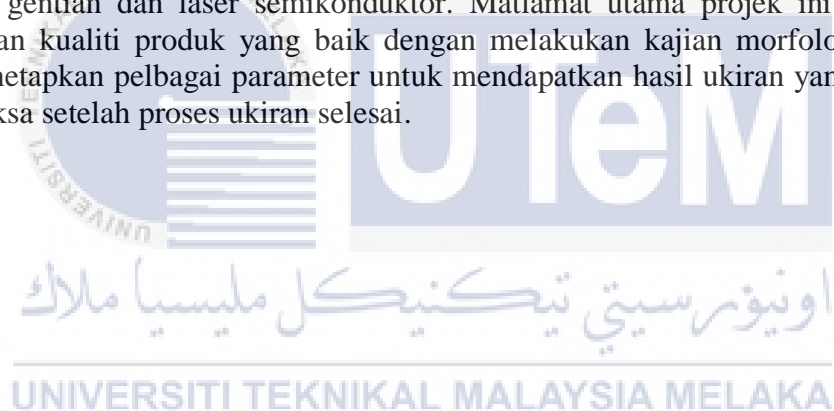 gentian dan laser semikonduktor. Matlamat utama projek ini
an kualiti produk yang baik dengan melakukan kajian morfolo
netapkan pelbagai parameter untuk mendapatkan hasil ukiran yan
ksa setelah proses ukiran selesai.
UTeM
UNIVERSITI
اونيۏرسيتي تيكنيكل مليسيا ملاك
UNIVERSITI TEKNIKAL MALAYSIA MELAKA